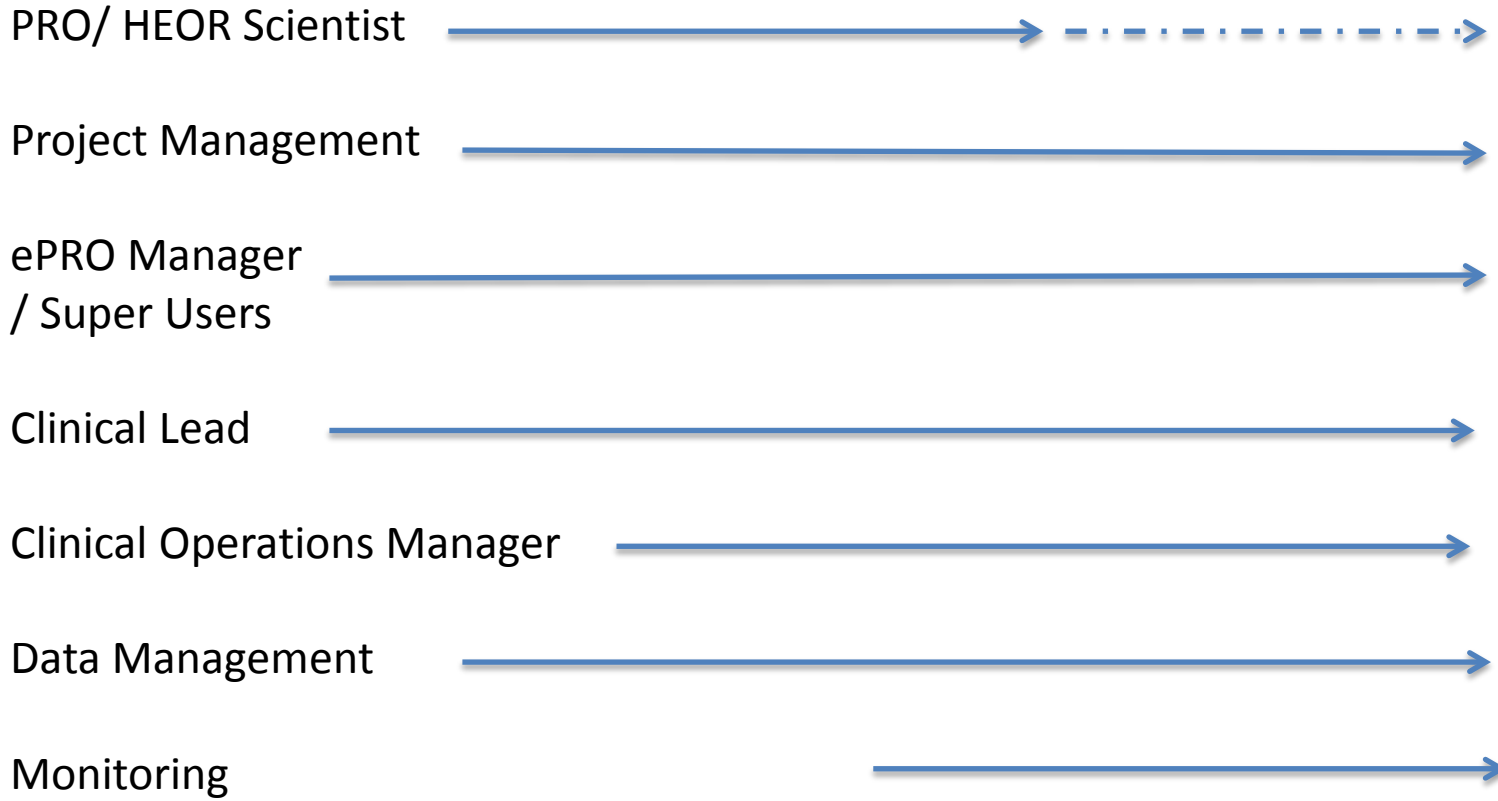 PRO/ HEOR Scientist
Project Management
ePRO Manager
/ Super Users
Clinical Lead
Clinical Operations Manager
Data Management
Monitoring